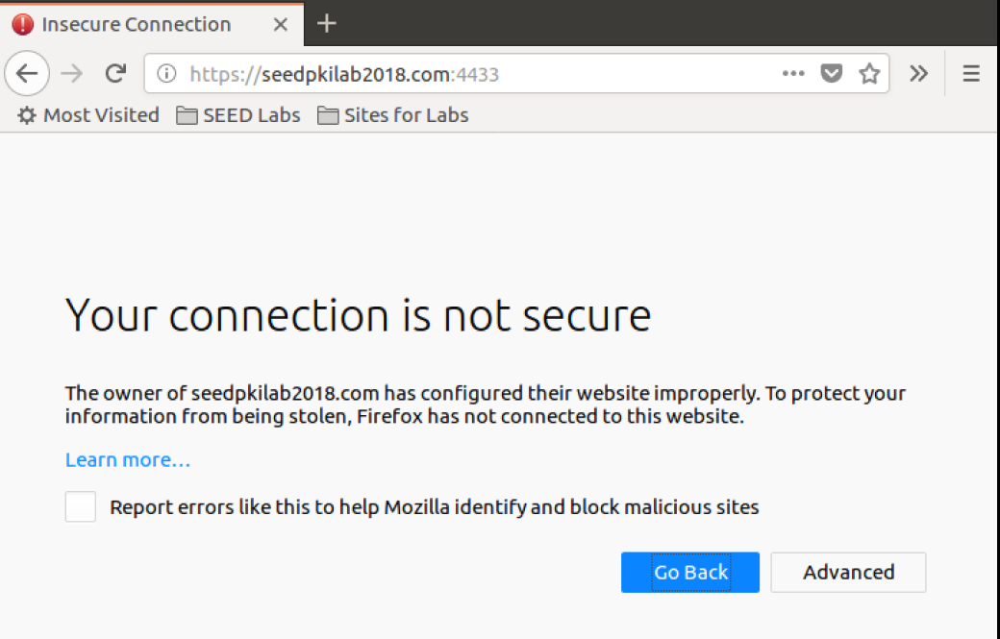 Insecure Connection
https://seedpkilab2018.com:4433
Most Visited SEED Labs Sites for Labs
Your connection is not secure
The owner of seedpkilab2018.com has configured their website improperly. To protect your
information from being stolen, Firefox has not connected to this website.
Learn more…
Report errors like this to help Mozilla identify and block malicious sites
Go Back Advanced